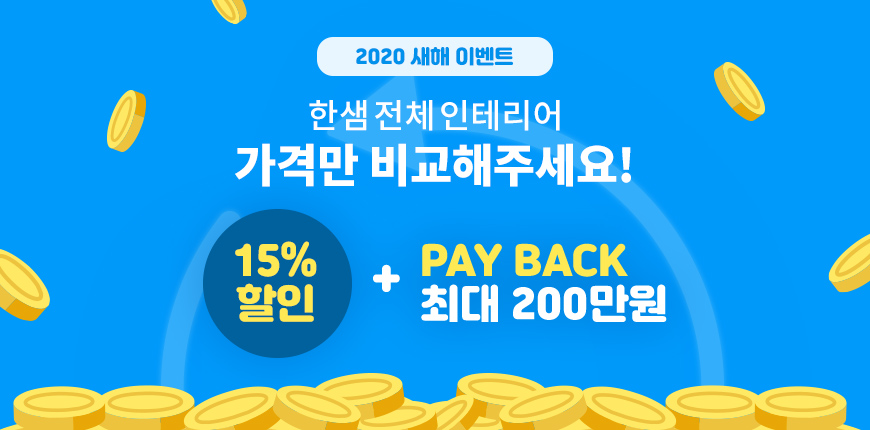 2020 새해 이벤트
한샘 전체 인테리어
가격만 비교해주세요!
15%
할인
+
PAY BACK
최대 200만원